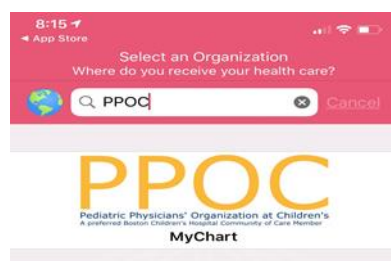 8:15
◀ App Store
Select an Organization
Where do you receive your health care?
PPOC
Cancel
PPOC
Pediatric Physicians' Organization at Children's
A preferred Boston Children's Hospital Community of Care Member
MyChart